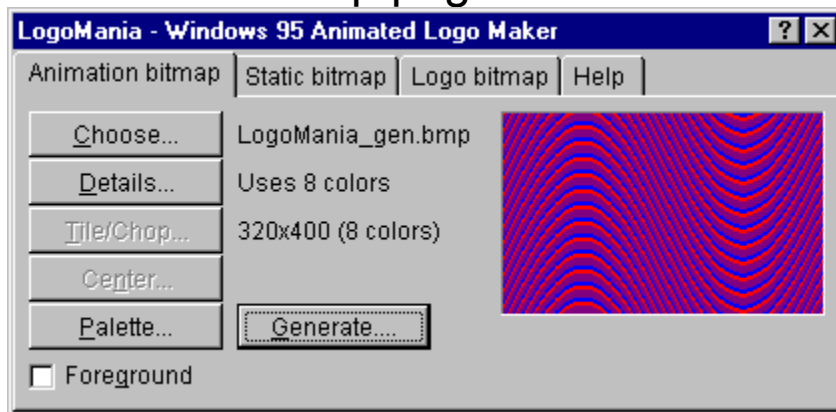 LogoMania - Windows 95 Animated Logo Maker
Animation bitmap Static bitmap Logo bitmap Help
Choose... LogoMania_gen.bmp
Details... Uses 8 colors
Tile/Chop... 320x400 (8 colors)
Center...
Palette... Generate....
Foreground